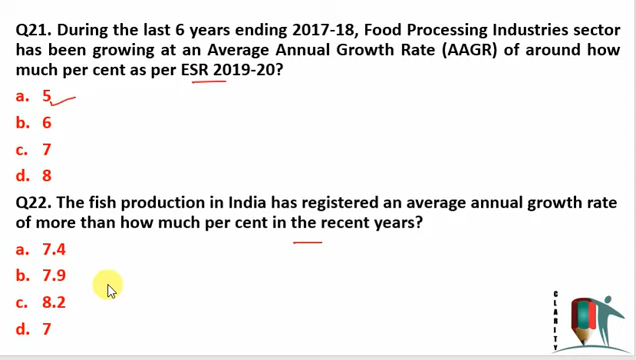 Q21. During the last 6 years ending 2017-18, Food Processing Industries sector
has been growing at an Average Annual Growth Rate (AAGR) of around how
much per cent as per ESR 2019-20?
a. 5
b. 6
c. 7
d. 8
Q22. The fish production in India has registered an average annual growth rate
of more than how much per cent in the recent years?
a. 7.4
b. 7.9
c. 8.2
d. 7
CLARITY